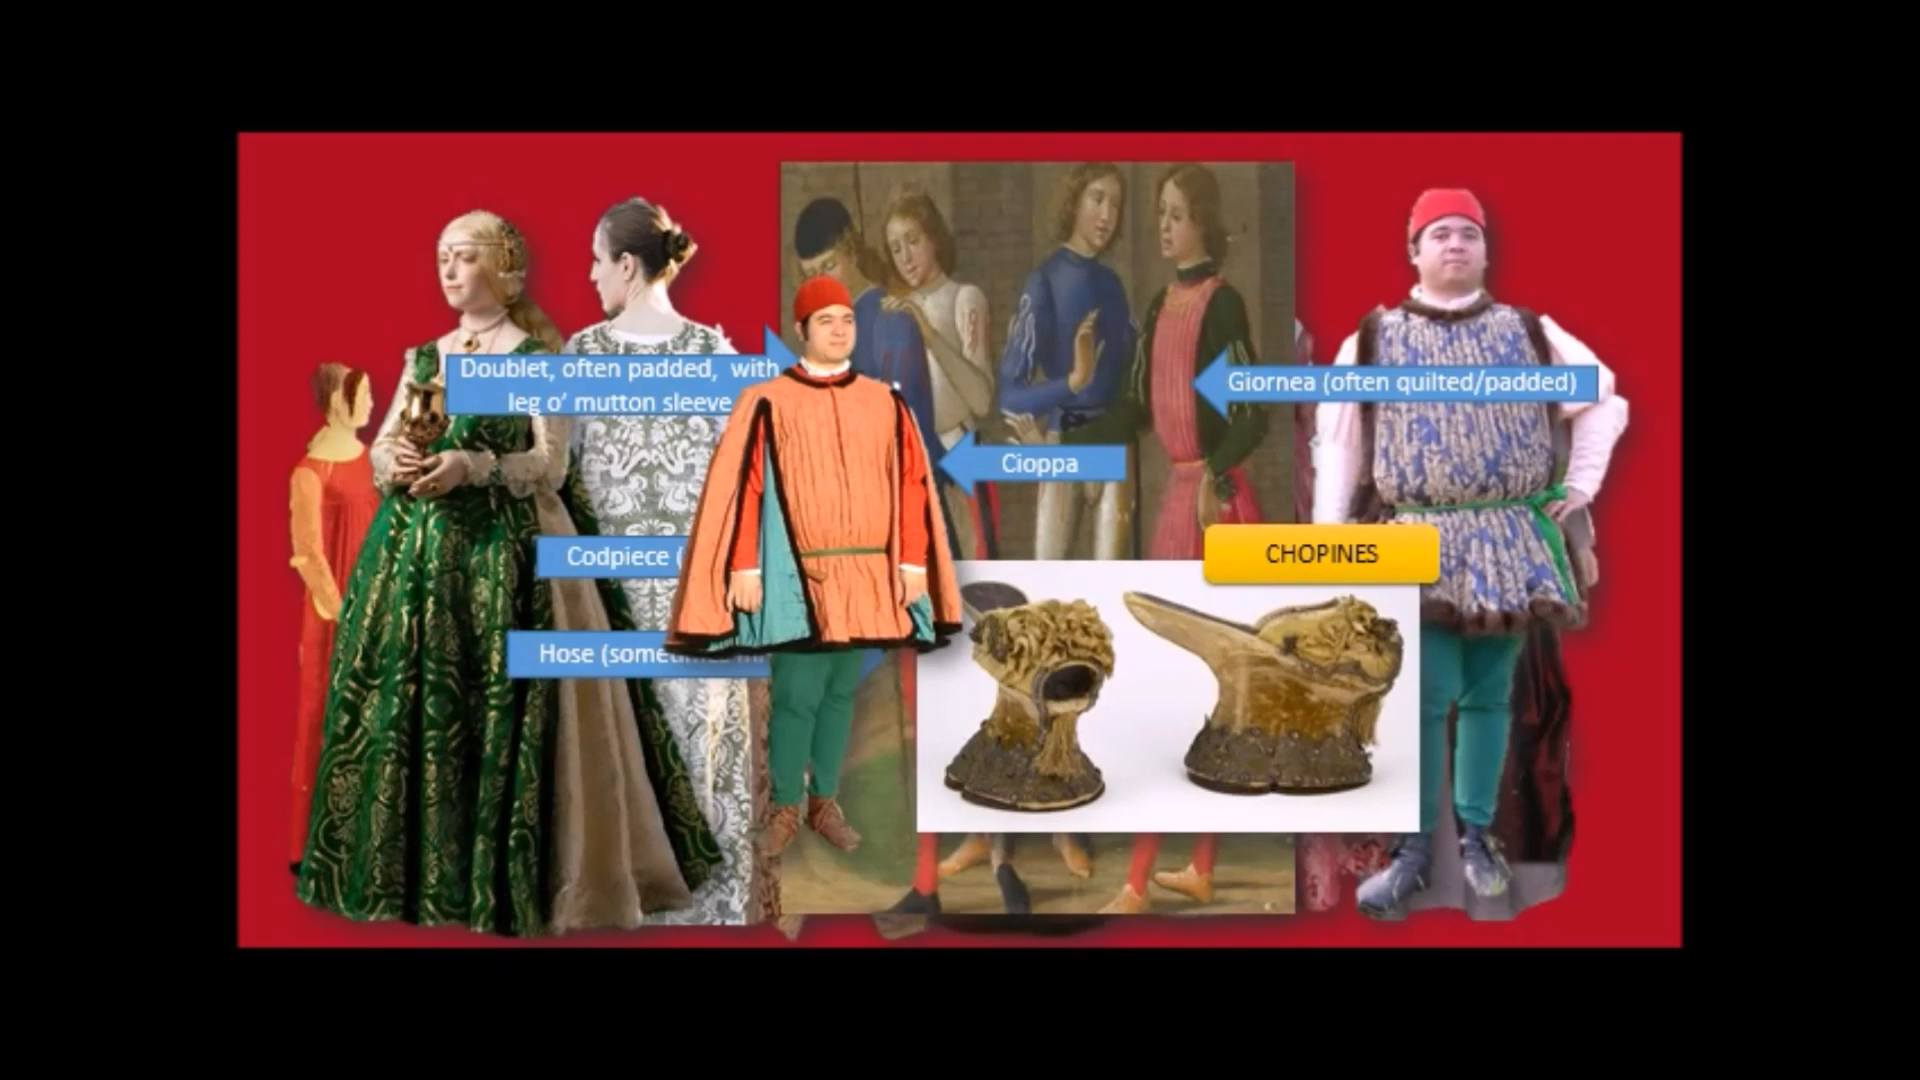 Doublet, often padded, with
leg o' mutton sleeve
Giornea (often quilted/padded)
Cioppa
CHOPINES
Codpiece (
Hose (